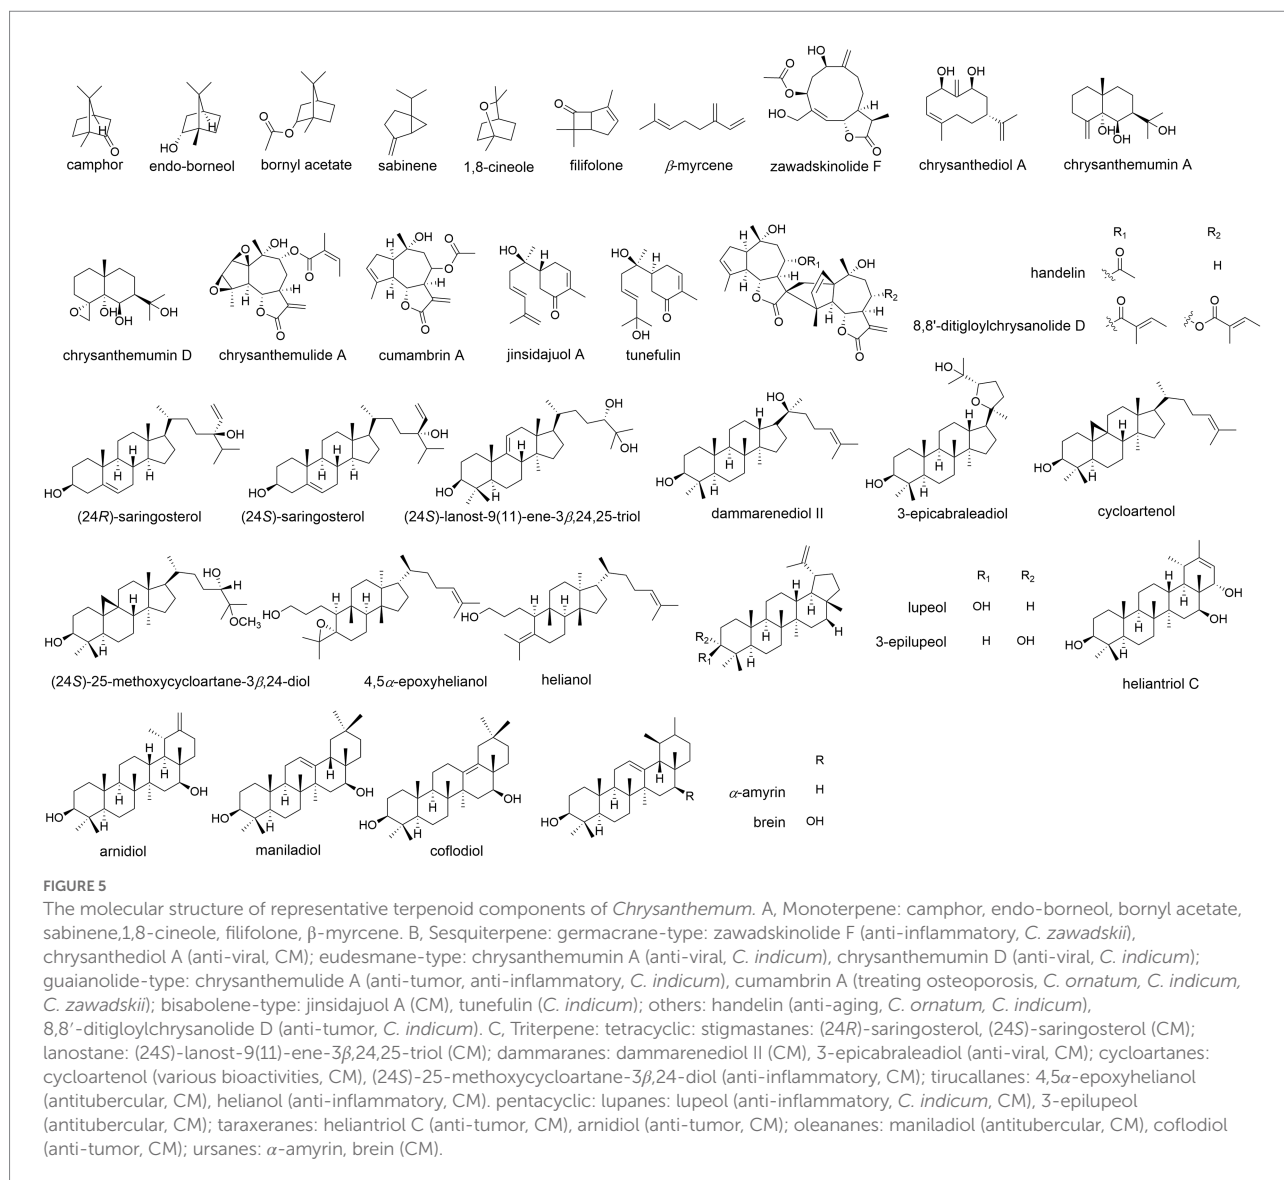 camphor
endo-borneol
bornyl acetate
sabinene
1,8-cineole
filifolone
β-myrcene
zawadskinolide F
chrysanthediol A
chrysanthemumin A
chrysanthemumin D
chrysanthemulide A
cumambrin A
jinsidajuol A
tunefulin
R1 R2
handelin H
8,8'-ditigloylchrysanolide D
(24R)-saringosterol
(24S)-saringosterol
(24S)-lanost-9(11)-ene-3β,24,25-triol
dammarenediol II
3-epicabraleadiol
cycloartenol
(24S)-25-methoxycycloartane-3β,24-diol
4,5α-epoxyhelianol
helianol
R1 R2
lupeol OH H
3-epilupeol H OH
heliantriol C
arnidiol
maniladiol
coflodiol
R
α-amyrin H
brein OH
FIGURE 5
The molecular structure of representative terpenoid components of Chrysanthemum. A, Monoterpene: camphor, endo-borneol, bornyl acetate,
sabinene,1,8-cineole, filifolone, β-myrcene. B, Sesquiterpene: germacrane-type: zawadskinolide F (anti-inflammatory, C. zawadskii),
chrysanthediol A (anti-viral, CM); eudesmane-type: chrysanthemumin A (anti-viral, C. indicum), chrysanthemumin D (anti-viral, C. indicum);
guaianolide-type: chrysanthemulide A (anti-tumor, anti-inflammatory, C. indicum), cumambrin A (treating osteoporosis, C. ornatum, C. indicum,
C. zawadskii); bisabolene-type: jinsidajuol A (CM), tunefulin (C. indicum); others: handelin (anti-aging, C. ornatum, C. indicum),
8,8′-ditigloylchrysanolide D (anti-tumor, C. indicum). C, Triterpene: tetracyclic: stigmastanes: (24R)-saringosterol, (24S)-saringosterol (CM);
lanostane: (24S)-lanost-9(11)-ene-3β,24,25-triol (CM); dammaranes: dammarenediol II (CM), 3-epicabraleadiol (anti-viral, CM); cycloartanes:
cycloartenol (various bioactivities, CM), (24S)-25-methoxycycloartane-3β,24-diol (anti-inflammatory, CM); tirucallanes: 4,5α-epoxyhelianol
(antitubercular, CM), helianol (anti-inflammatory, CM). pentacyclic: lupanes: lupeol (anti-inflammatory, C. indicum, CM), 3-epilupeol
(antitubercular, CM); taraxeranes: heliantriol C (anti-tumor, CM), arnidiol (anti-tumor, CM); oleananes: maniladiol (antitubercular, CM), coflodiol
(anti-tumor, CM); ursanes: α-amyrin, brein (CM).